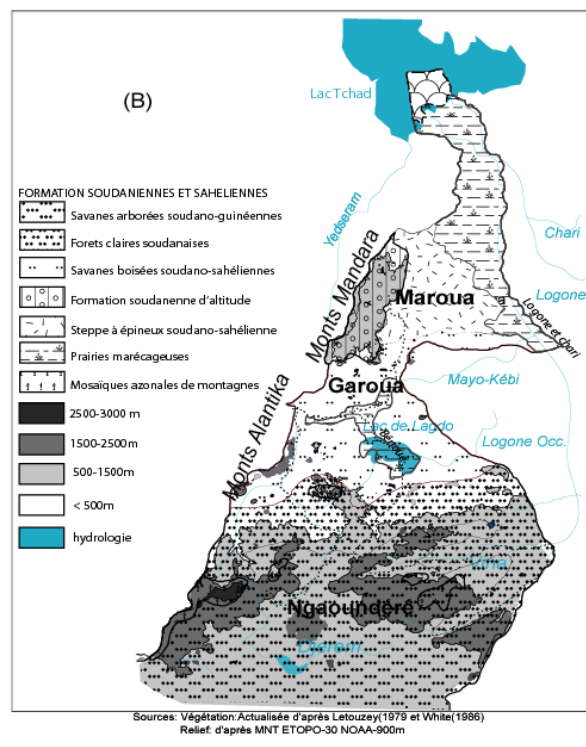 (B)
Lac Tchad
FORMATION SOUDANIENNES ET SAHELIENNES
Savanes arborées soudano-guinéennes
Forets claires soudanaises
Savanes boisées soudano-sahéliennes
Formation soudanenne d'altitude
Steppe à épineux soudano-sahélienne
Prairies marécageuses
Mosaïques azonales de montagnes
2500-3000 m
1500-2500m
500-1500m
< 500m
hydrologie
Yedseram
Chari
Monts Mandara
Maroua
Logone
Logone et chari
Garoua
Mayo-Kébi
Monts Alantika
Lac de Lagdo
Bénoué
Logone Occ.
Vina
Ngaoundéré
Djerem
Sources: Végétation:Actualisée d'après Letouzey(1979 et White(1986)
Relief: d'après MNT ETOPO-30 NOAA-900m